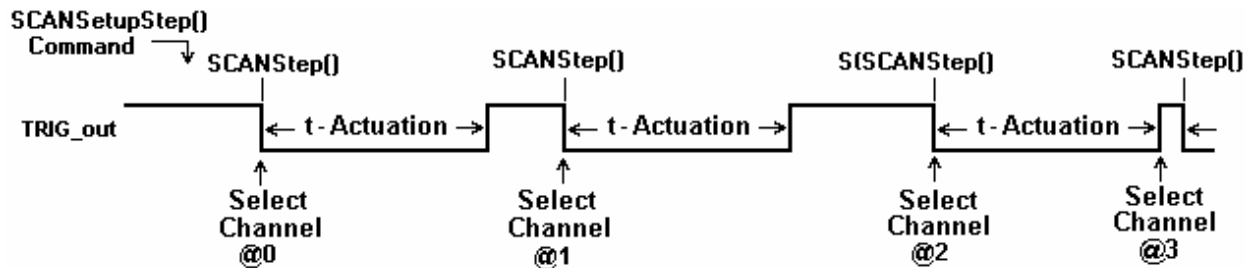 SCANSetupStep()
Command
SCANStep()
SCANStep()
S(SCANStep()
SCANStep()
TRIG_out
t-Actuation
t-Actuation
t-Actuation
Select
Channel
@0
Select
Channel
@1
Select
Channel
@2
Select
Channel
@3